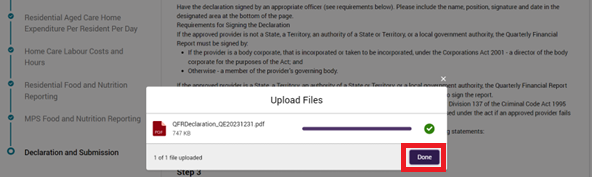 Residential Aged Care Home
Expenditure Per Resident Per Day
Home Care Labour Costs and
Hours
Residential Food and Nutrition
Reporting
MPS Food and Nutrition Reporting
Declaration and Submission
Have the declaration signed by an appropriate officer (see requirements below). Please include the name, position, signature and date in the
designated area at the bottom of the page.
Requirements for Signing the Declaration
If the approved provider is not a State, a Territory, an authority of a State or Territory, or a local government authority, the Quarterly Financial
Report must be signed by:
• If the provider is a body corporate, that is incorporated or taken to be incorporated, under the Corporations Act 2001 - a director of the body
corporate for the purposes of the Act; and
• Otherwise - a member of the provider's governing body.
If the approved provider is a State, a Territory, an authority of a State or Territory, or a local government authority, the Quarterly Financial Report
to sign the report.
Division 137 of the Criminal Code Act 1995
under the act if an approved provider fails
statements:
×
Upload Files
PDF
QFRDeclaration_QE20231231.pdf
747 KB
1 of 1 file uploaded
Done
Step 3